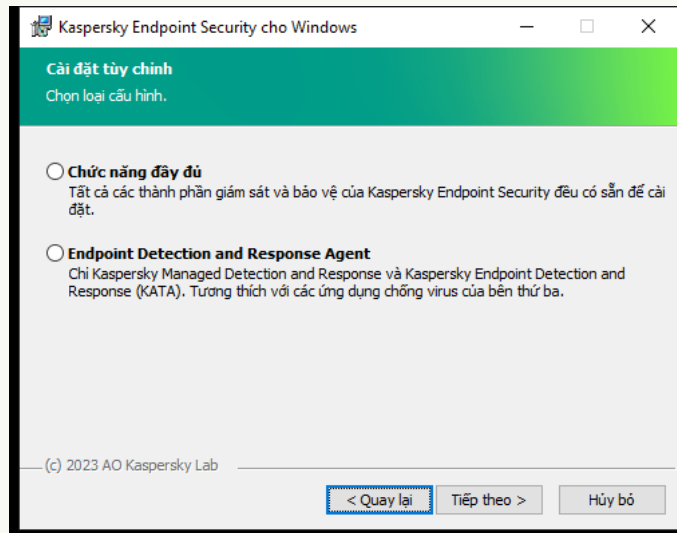 Kaspersky Endpoint Security cho Windows
Cài đặt tùy chỉnh
Chọn loại cấu hình.
Chức năng đầy đủ
Tất cả các thành phần giám sát và bảo vệ của Kaspersky Endpoint Security đều có sẵn để cài
đặt.
Endpoint Detection and Response Agent
Chỉ Kaspersky Managed Detection and Response và Kaspersky Endpoint Detection and
Response (KATA). Tương thích với các ứng dụng chống virus của bên thứ ba.
(c) 2023 AO Kaspersky Lab
< Quay lại
Tiếp theo >
Hủy bỏ